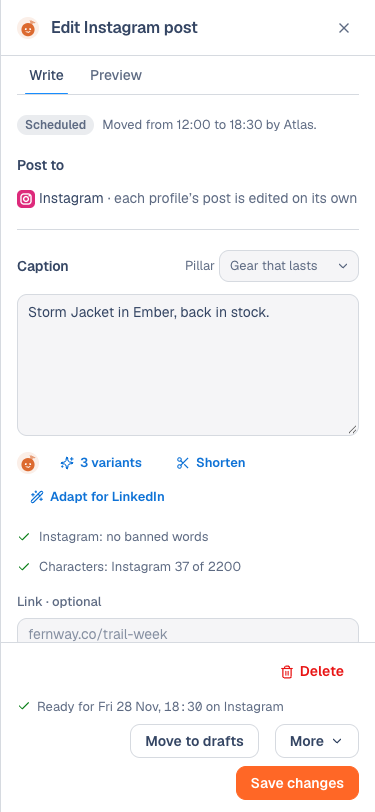 Edit Instagram post
Write Preview
Scheduled Moved from 12:00 to 18:30 by Atlas.
Post to
Instagram · each profile's post is edited on its own
Caption Pillar Gear that lasts
Storm Jacket in Ember, back in stock.
3 variants Shorten
Adapt for LinkedIn
Instagram: no banned words
Characters: Instagram 37 of 2200
Link · optional
fernway.co/trail-week
Delete
Ready for Fri 28 Nov, 18:30 on Instagram
Move to drafts More
Save changes